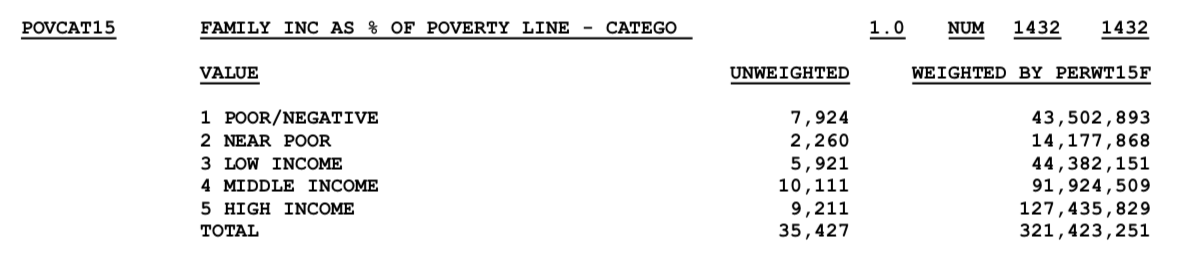 POVCAT15 FAMILY INC AS % OF POVERTY LINE - CATEGO 1.0 NUM 1432 1432
VALUE UNWEIGHTED WEIGHTED BY PERWT15F
1 POOR/NEGATIVE 7,924 43,502,893
2 NEAR POOR 2,260 14,177,868
3 LOW INCOME 5,921 44,382,151
4 MIDDLE INCOME 10,111 91,924,509
5 HIGH INCOME 9,211 127,435,829
TOTAL 35,427 321,423,251